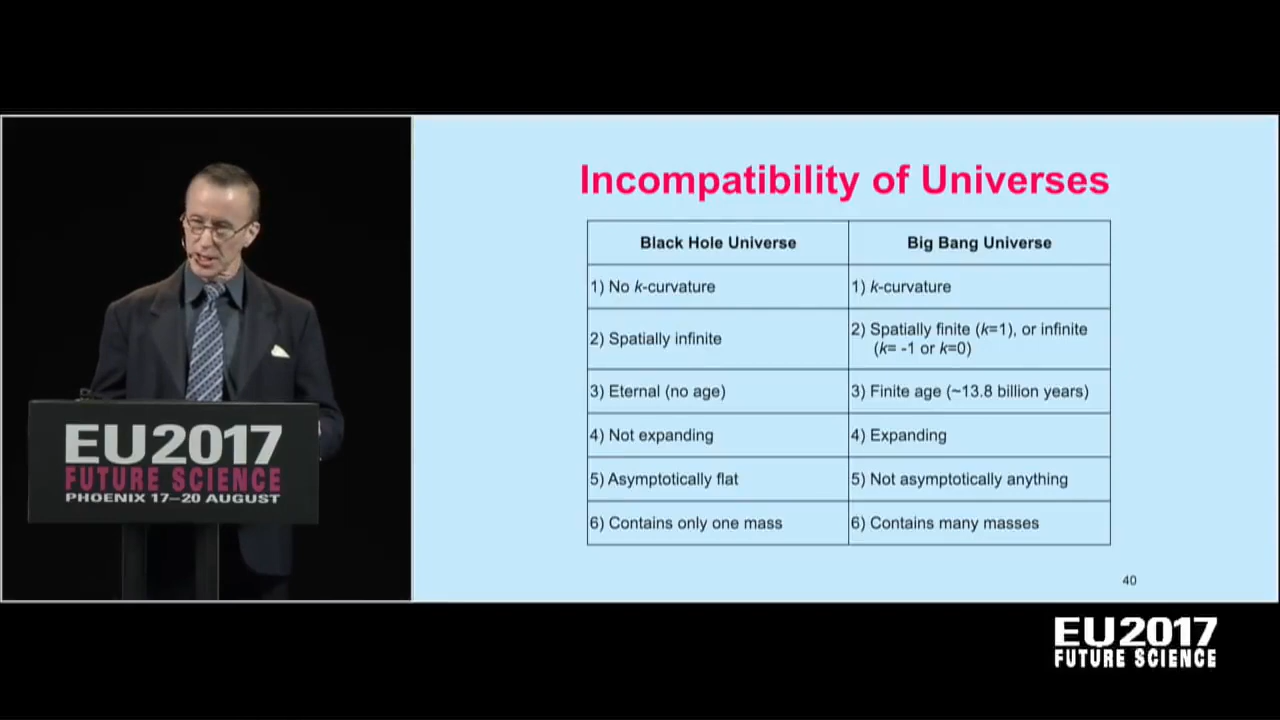 Incompatibility of Universes
Black Hole Universe
Big Bang Universe
1) No k-curvature
1) k-curvature
2) Spatially infinite
2) Spatially finite (k=1), or infinite
(k= -1 or k=0)
3) Eternal (no age)
3) Finite age (~13.8 billion years)
4) Not expanding
4) Expanding
5) Asymptotically flat
5) Not asymptotically anything
6) Contains only one mass
6) Contains many masses
40
EU2017
FUTURE SCIENCE
PHOENIX 17–20 AUGUST
EU2017
FUTURE SCIENCE